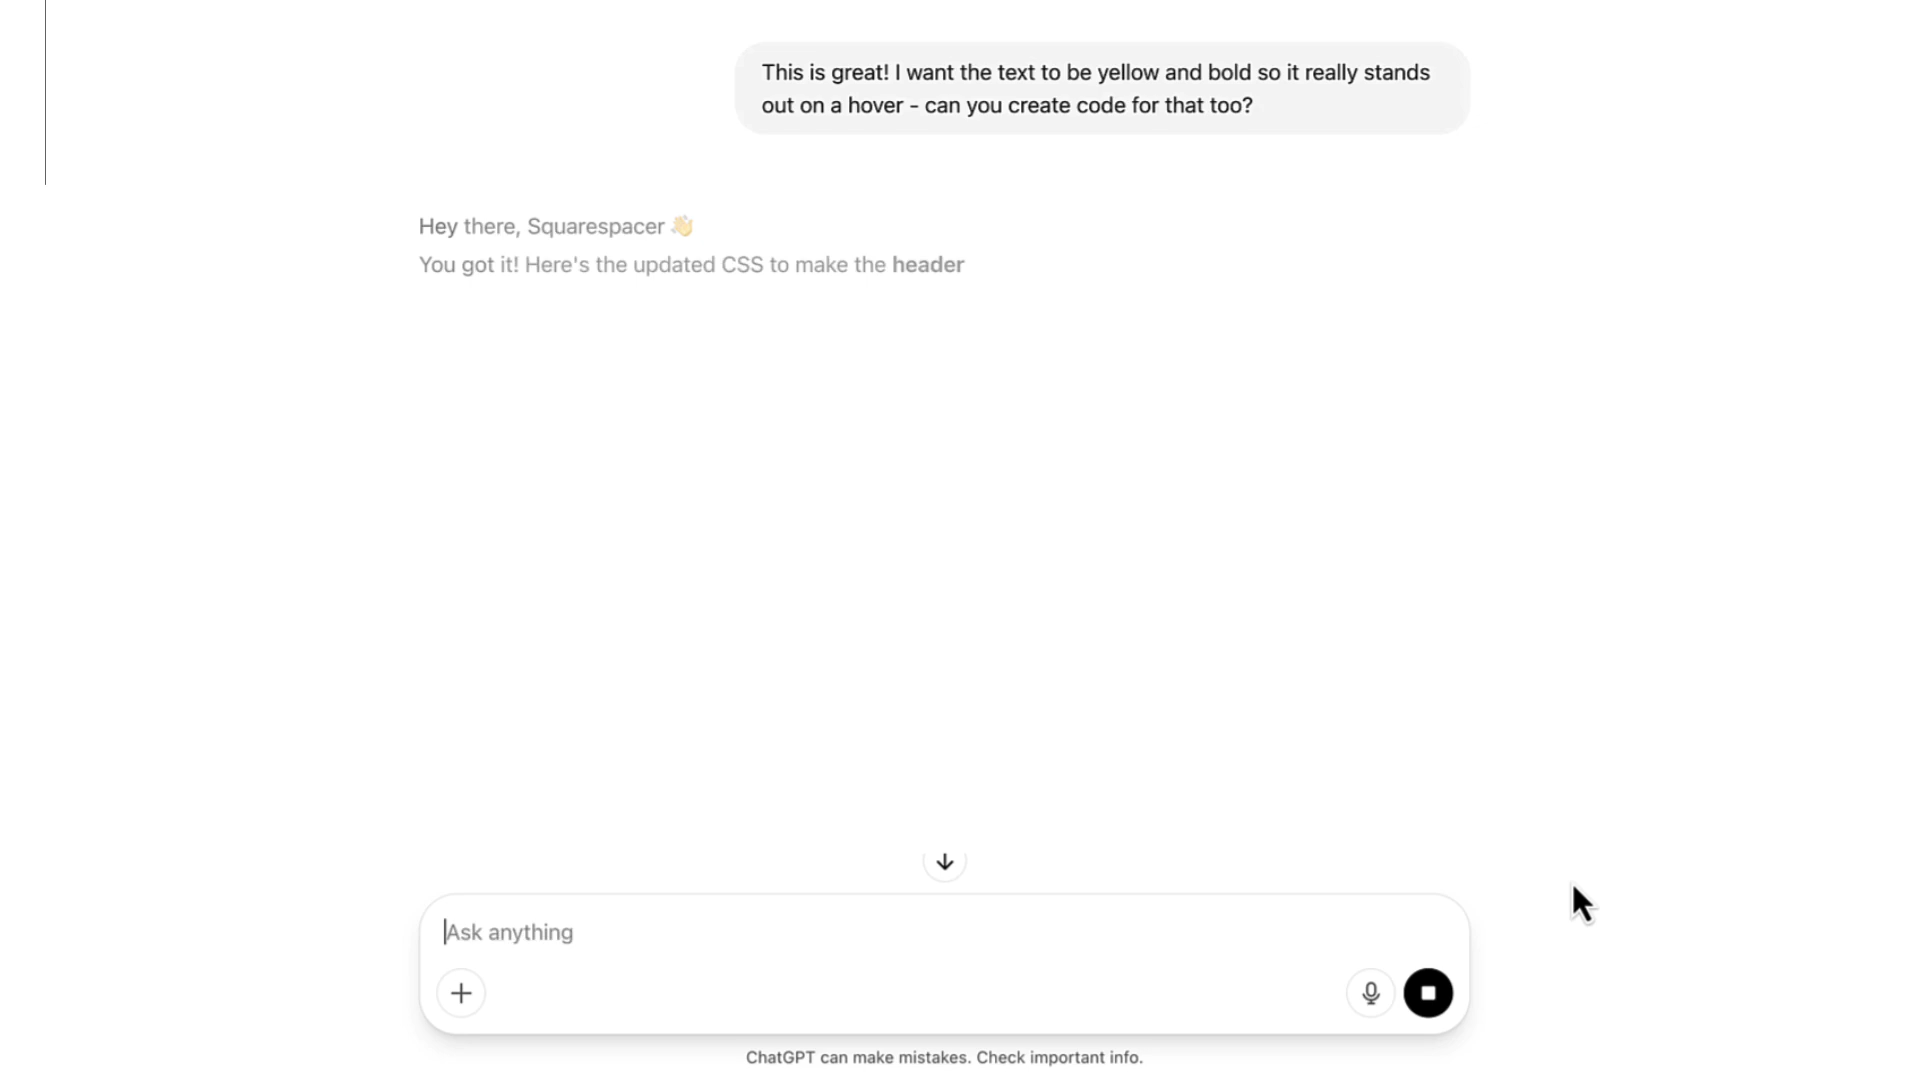 This is great! I want the text to be yellow and bold so it really stands
out on a hover - can you create code for that too?
Hey there, Squarespacer 👋🏻
You got it! Here's the updated CSS to make the header
Ask anything
ChatGPT can make mistakes. Check important info.